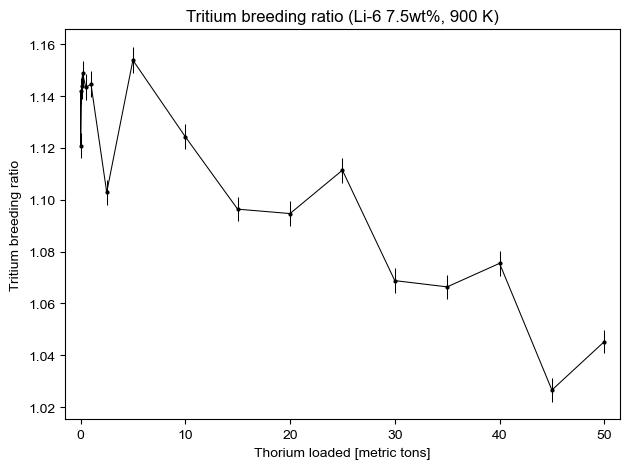 Tritium breeding ratio (Li-6 7.5wt%, 900 K)
1.16
1.14
1.12
1.10
1.08
1.06
1.04
1.02
Tritium breeding ratio
0 10 20 30 40 50
Thorium loaded [metric tons]